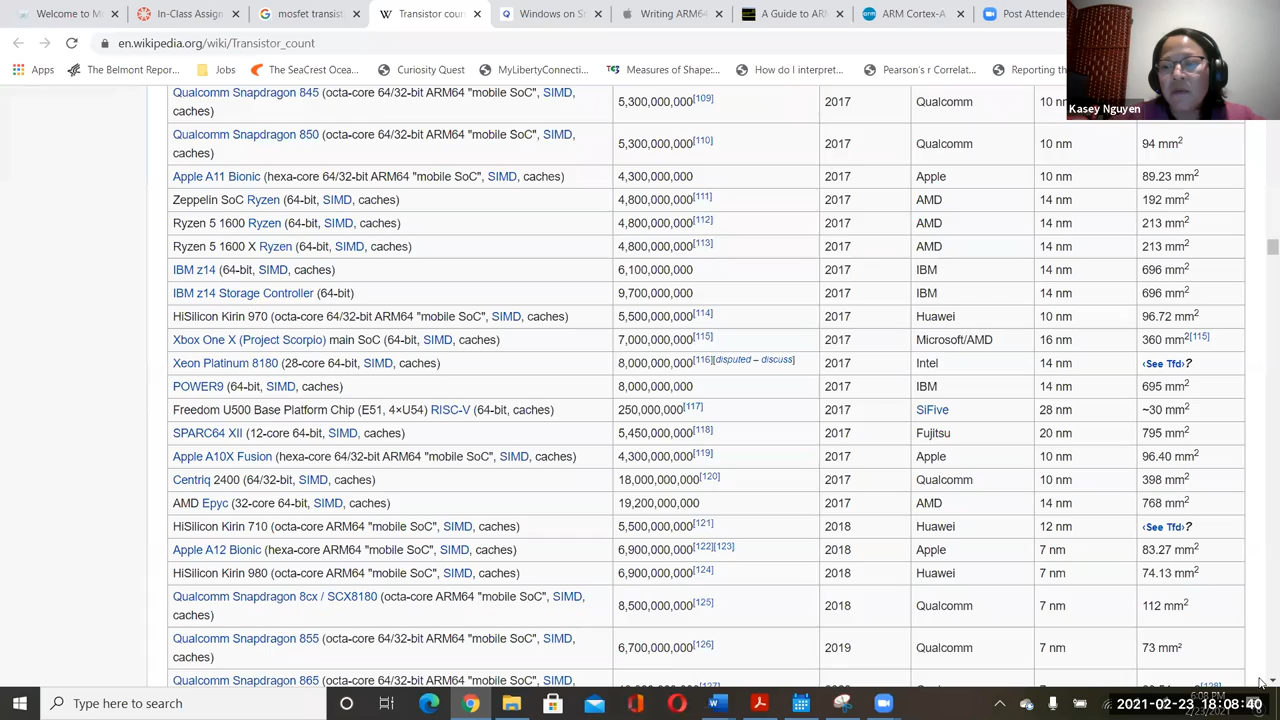 Welcome to Mu
In-Class Assig
mosfet transist
Transistor cour
Windows on Sn
Writing ARM64
A Guide to ARM
ARM Cortex-A
Post Attendee
en.wikipedia.org/wiki/Transistor_count
Apps
The Belmont Repor...
Jobs
The SeaCrest Ocea...
Curiosity Quest
MyLibertyConnecti...
Measures of Shape:...
How do I interpret...
Pearson's r Correlat...
Reporting th
Kasey Nguyen
Qualcomm Snapdragon 845 (octa-core 64/32-bit ARM64 "mobile SoC", SIMD, caches) 5,300,000,000[109] 2017 Qualcomm 10 nm
Qualcomm Snapdragon 850 (octa-core 64/32-bit ARM64 "mobile SoC", SIMD, caches) 5,300,000,000[110] 2017 Qualcomm 10 nm 94 mm²
Apple A11 Bionic (hexa-core 64/32-bit ARM64 "mobile SoC", SIMD, caches) 4,300,000,000 2017 Apple 10 nm 89.23 mm²
Zeppelin SoC Ryzen (64-bit, SIMD, caches) 4,800,000,000[111] 2017 AMD 14 nm 192 mm²
Ryzen 5 1600 Ryzen (64-bit, SIMD, caches) 4,800,000,000[112] 2017 AMD 14 nm 213 mm²
Ryzen 5 1600 X Ryzen (64-bit, SIMD, caches) 4,800,000,000[113] 2017 AMD 14 nm 213 mm²
IBM z14 (64-bit, SIMD, caches) 6,100,000,000 2017 IBM 14 nm 696 mm²
IBM z14 Storage Controller (64-bit) 9,700,000,000 2017 IBM 14 nm 696 mm²
HiSilicon Kirin 970 (octa-core 64/32-bit ARM64 "mobile SoC", SIMD, caches) 5,500,000,000[114] 2017 Huawei 10 nm 96.72 mm²
Xbox One X (Project Scorpio) main SoC (64-bit, SIMD, caches) 7,000,000,000[115] 2017 Microsoft/AMD 16 nm 360 mm²[115]
Xeon Platinum 8180 (28-core 64-bit, SIMD, caches) 8,000,000,000[116][disputed – discuss] 2017 Intel 14 nm ‹See Tfd›?
POWER9 (64-bit, SIMD, caches) 8,000,000,000 2017 IBM 14 nm 695 mm²
Freedom U500 Base Platform Chip (E51, 4×U54) RISC-V (64-bit, caches) 250,000,000[117] 2017 SiFive 28 nm ~30 mm²
SPARC64 XII (12-core 64-bit, SIMD, caches) 5,450,000,000[118] 2017 Fujitsu 20 nm 795 mm²
Apple A10X Fusion (hexa-core 64/32-bit ARM64 "mobile SoC", SIMD, caches) 4,300,000,000[119] 2017 Apple 10 nm 96.40 mm²
Centriq 2400 (64/32-bit, SIMD, caches) 18,000,000,000[120] 2017 Qualcomm 10 nm 398 mm²
AMD Epyc (32-core 64-bit, SIMD, caches) 19,200,000,000 2017 AMD 14 nm 768 mm²
HiSilicon Kirin 710 (octa-core ARM64 "mobile SoC", SIMD, caches) 5,500,000,000[121] 2018 Huawei 12 nm ‹See Tfd›?
Apple A12 Bionic (hexa-core ARM64 "mobile SoC", SIMD, caches) 6,900,000,000[122][123] 2018 Apple 7 nm 83.27 mm²
HiSilicon Kirin 980 (octa-core ARM64 "mobile SoC", SIMD, caches) 6,900,000,000[124] 2018 Huawei 7 nm 74.13 mm²
Qualcomm Snapdragon 8cx / SCX8180 (octa-core ARM64 "mobile SoC", SIMD, caches) 8,500,000,000[125] 2018 Qualcomm 7 nm 112 mm²
Qualcomm Snapdragon 855 (octa-core 64/32-bit ARM64 "mobile SoC", SIMD, caches) 6,700,000,000[126] 2019 Qualcomm 7 nm 73 mm²
Qualcomm Snapdragon 865 (octa-core 64/32-bit ARM64 "mobile SoC", SIMD,
Type here to search
6:08 PM
2021-02-23 18:08:40